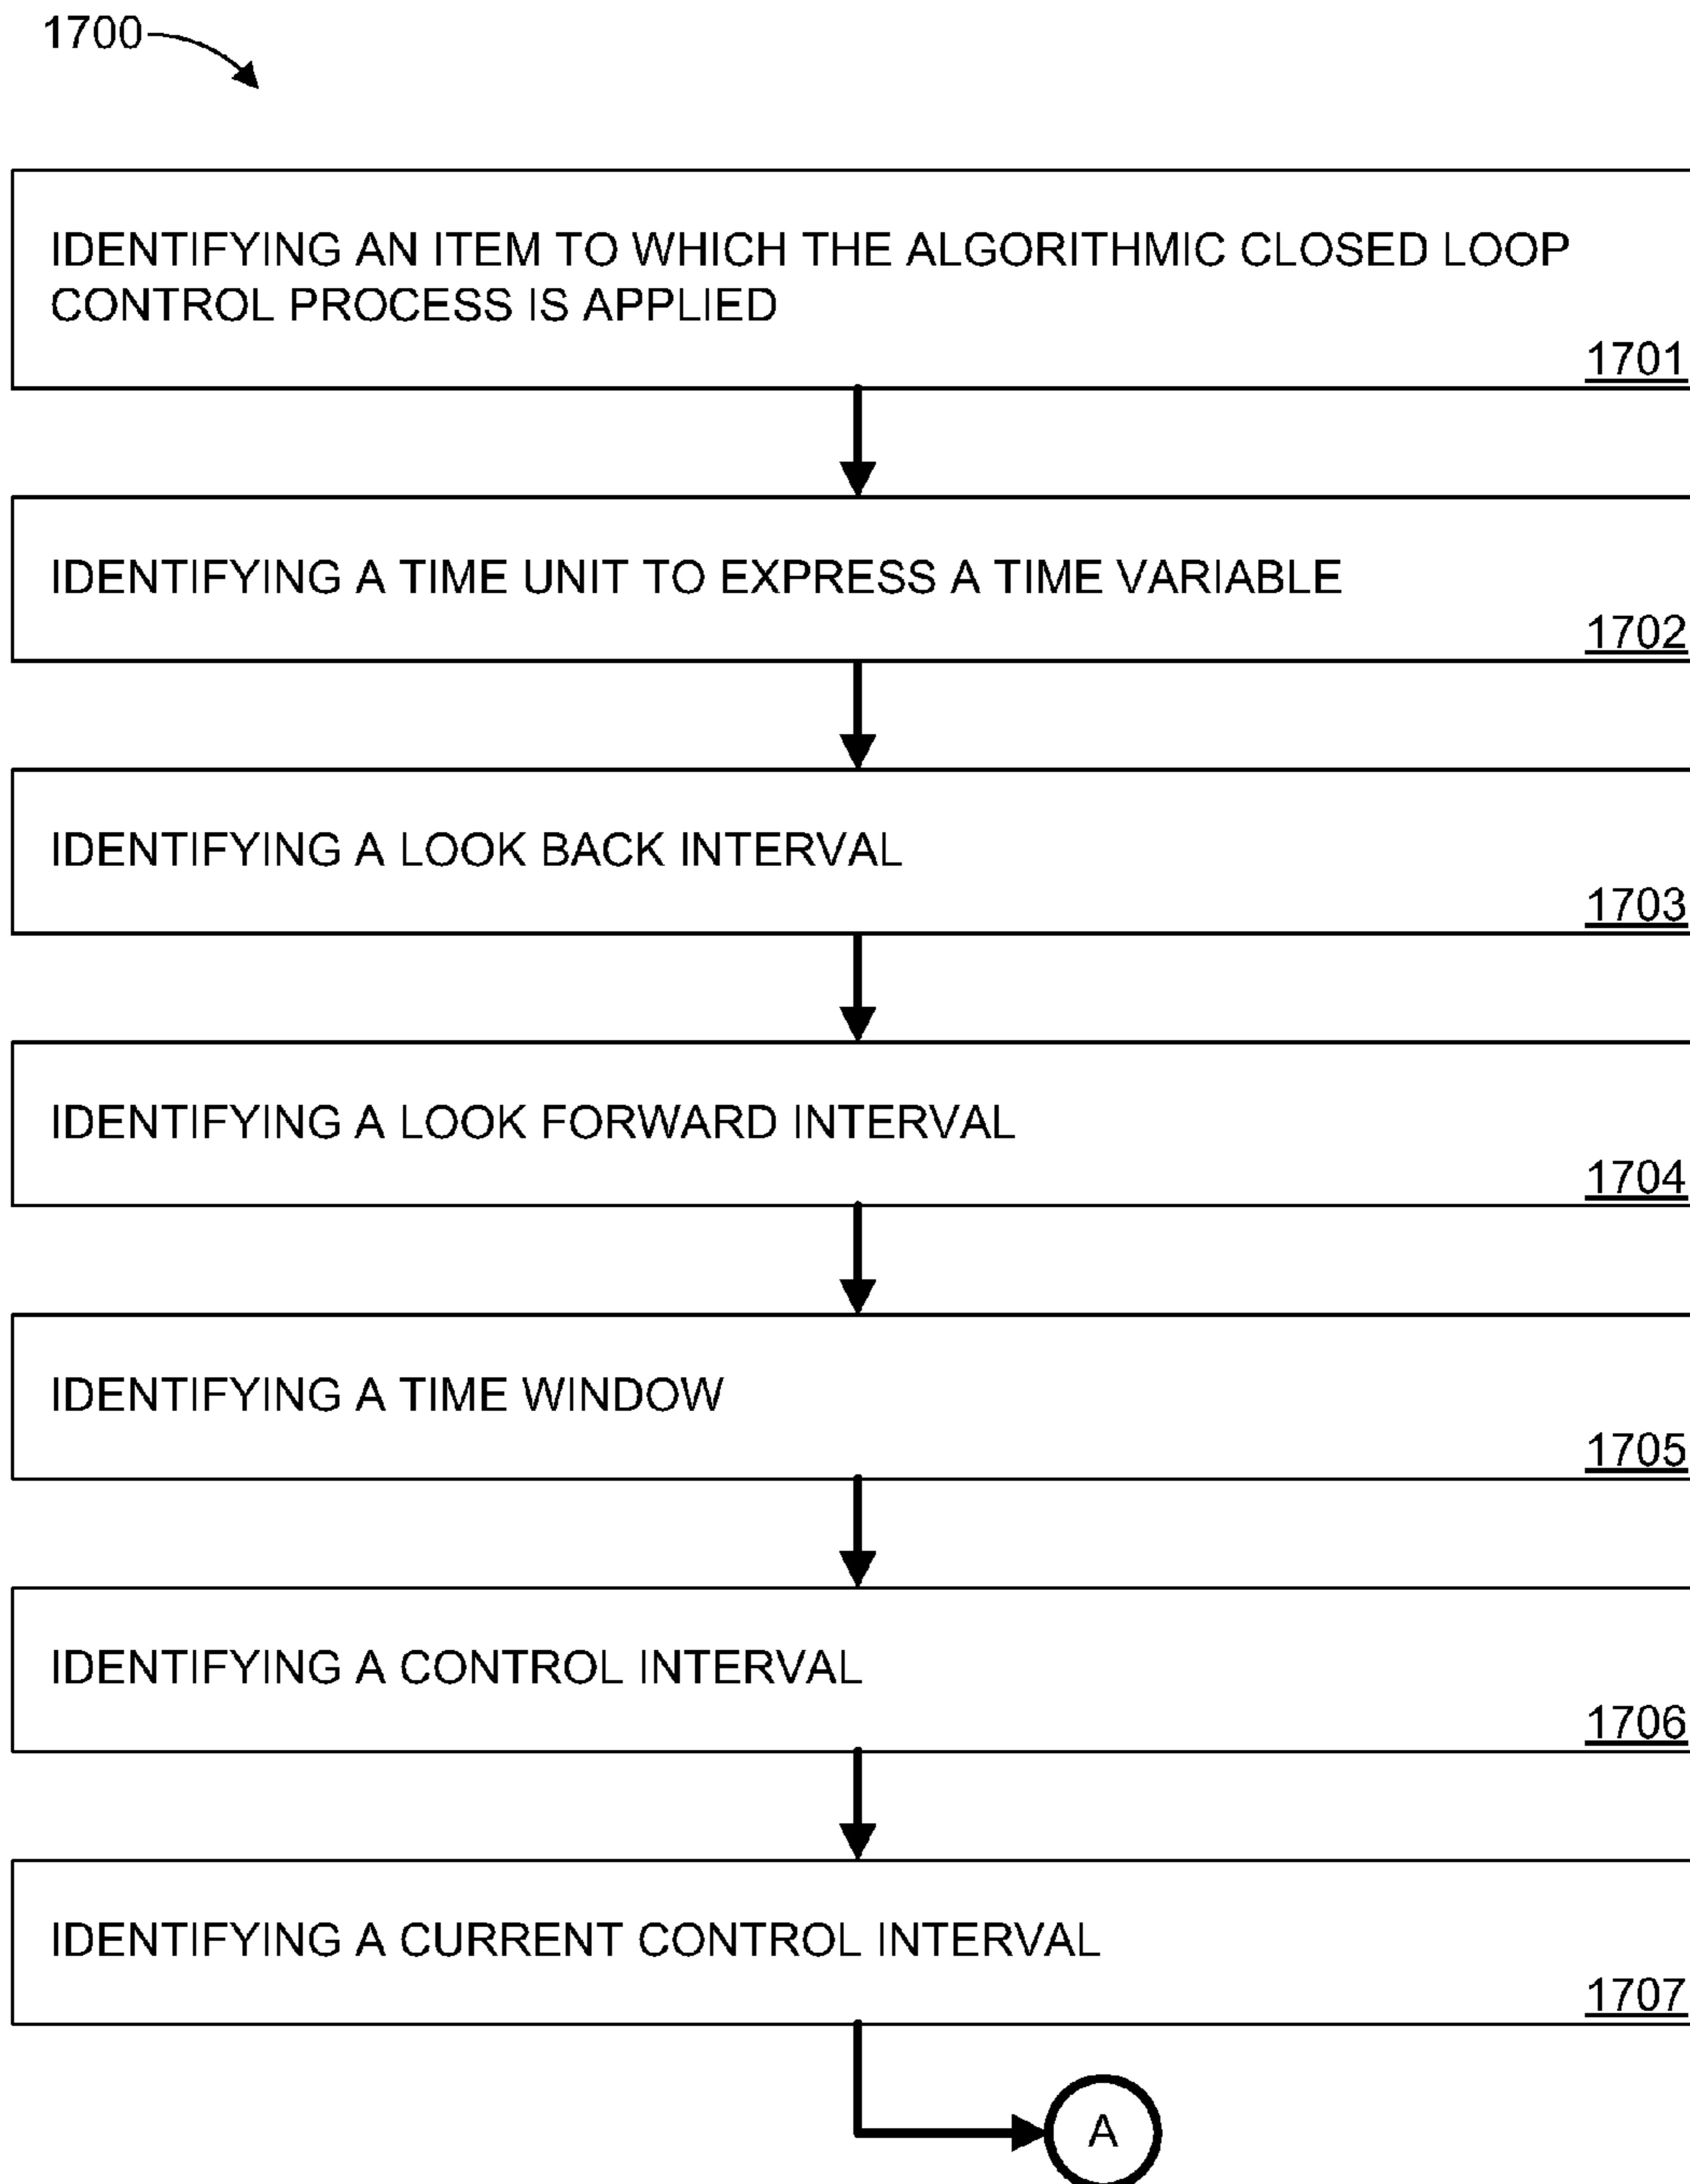 1700
IDENTIFYING AN ITEM TO WHICH THE ALGORITHMIC CLOSED LOOP
CONTROL PROCESS IS APPLIED
1701
IDENTIFYING A TIME UNIT TO EXPRESS A TIME VARIABLE
1702
IDENTIFYING A LOOK BACK INTERVAL
1703
IDENTIFYING A LOOK FORWARD INTERVAL
1704
IDENTIFYING A TIME WINDOW
1705
IDENTIFYING A CONTROL INTERVAL
1706
IDENTIFYING A CURRENT CONTROL INTERVAL
1707
A